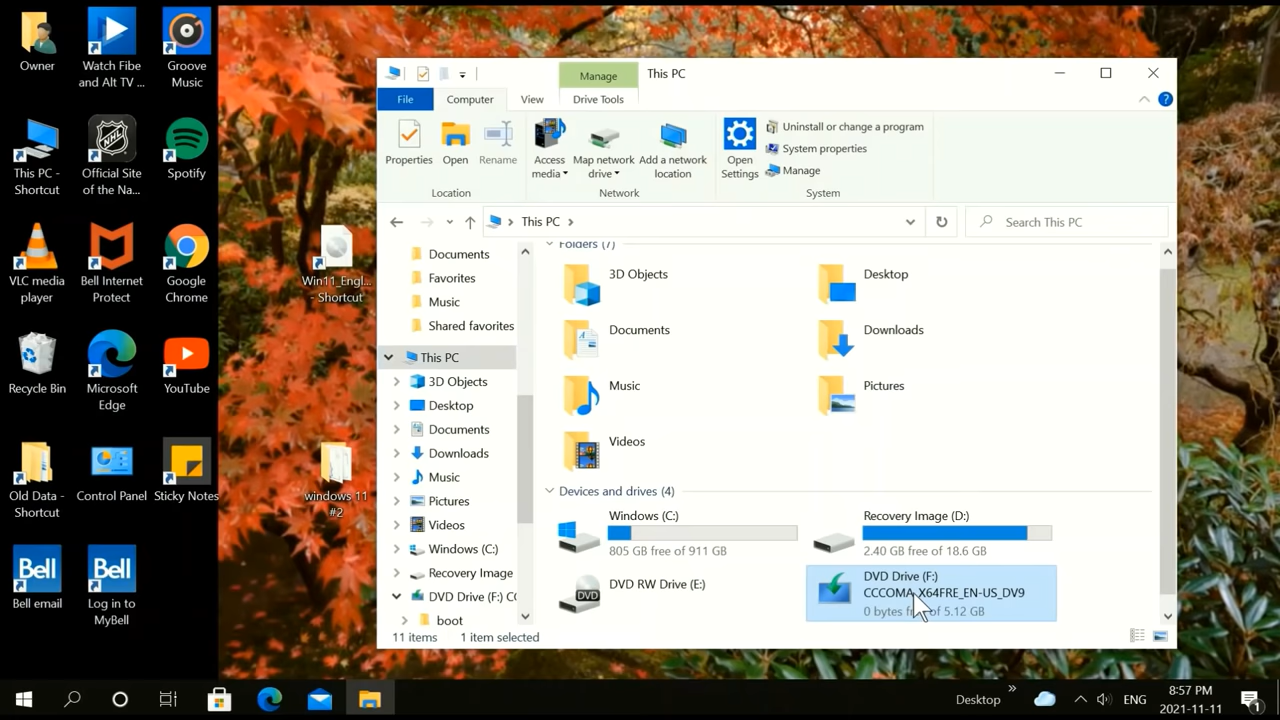 Owner
Watch Fibe
and Alt TV ...
Groove
Music
This PC -
Shortcut
Official Site
of the Na...
Spotify
VLC media
player
Bell Internet
Protect
Google
Chrome
Win11_Engl...
- Shortcut
Recycle Bin
Microsoft
Edge
YouTube
Old Data -
Shortcut
Control Panel
Sticky Notes
windows 11
#2
Bell
Bell email
Bell
Log in to
MyBell
Manage
This PC
File
Computer
View
Drive Tools
Properties
Open
Rename
Access
media
Map network
drive
Add a network
location
Open
Settings
Uninstall or change a program
System properties
Manage
Location
Network
System
This PC
Search This PC
Documents
Favorites
Music
Shared favorites
This PC
3D Objects
Desktop
Documents
Downloads
Music
Pictures
Videos
Windows (C:)
Recovery Image
DVD Drive (F:) CC
boot
Folders (7)
3D Objects
Desktop
Documents
Downloads
Music
Pictures
Videos
Devices and drives (4)
Windows (C:)
805 GB free of 911 GB
Recovery Image (D:)
2.40 GB free of 18.6 GB
DVD
DVD RW Drive (E:)
DVD Drive (F:)
CCCOMA_X64FRE_EN-US_DV9
0 bytes free of 5.12 GB
11 items
1 item selected
Desktop
ENG
8:57 PM
2021-11-11
1